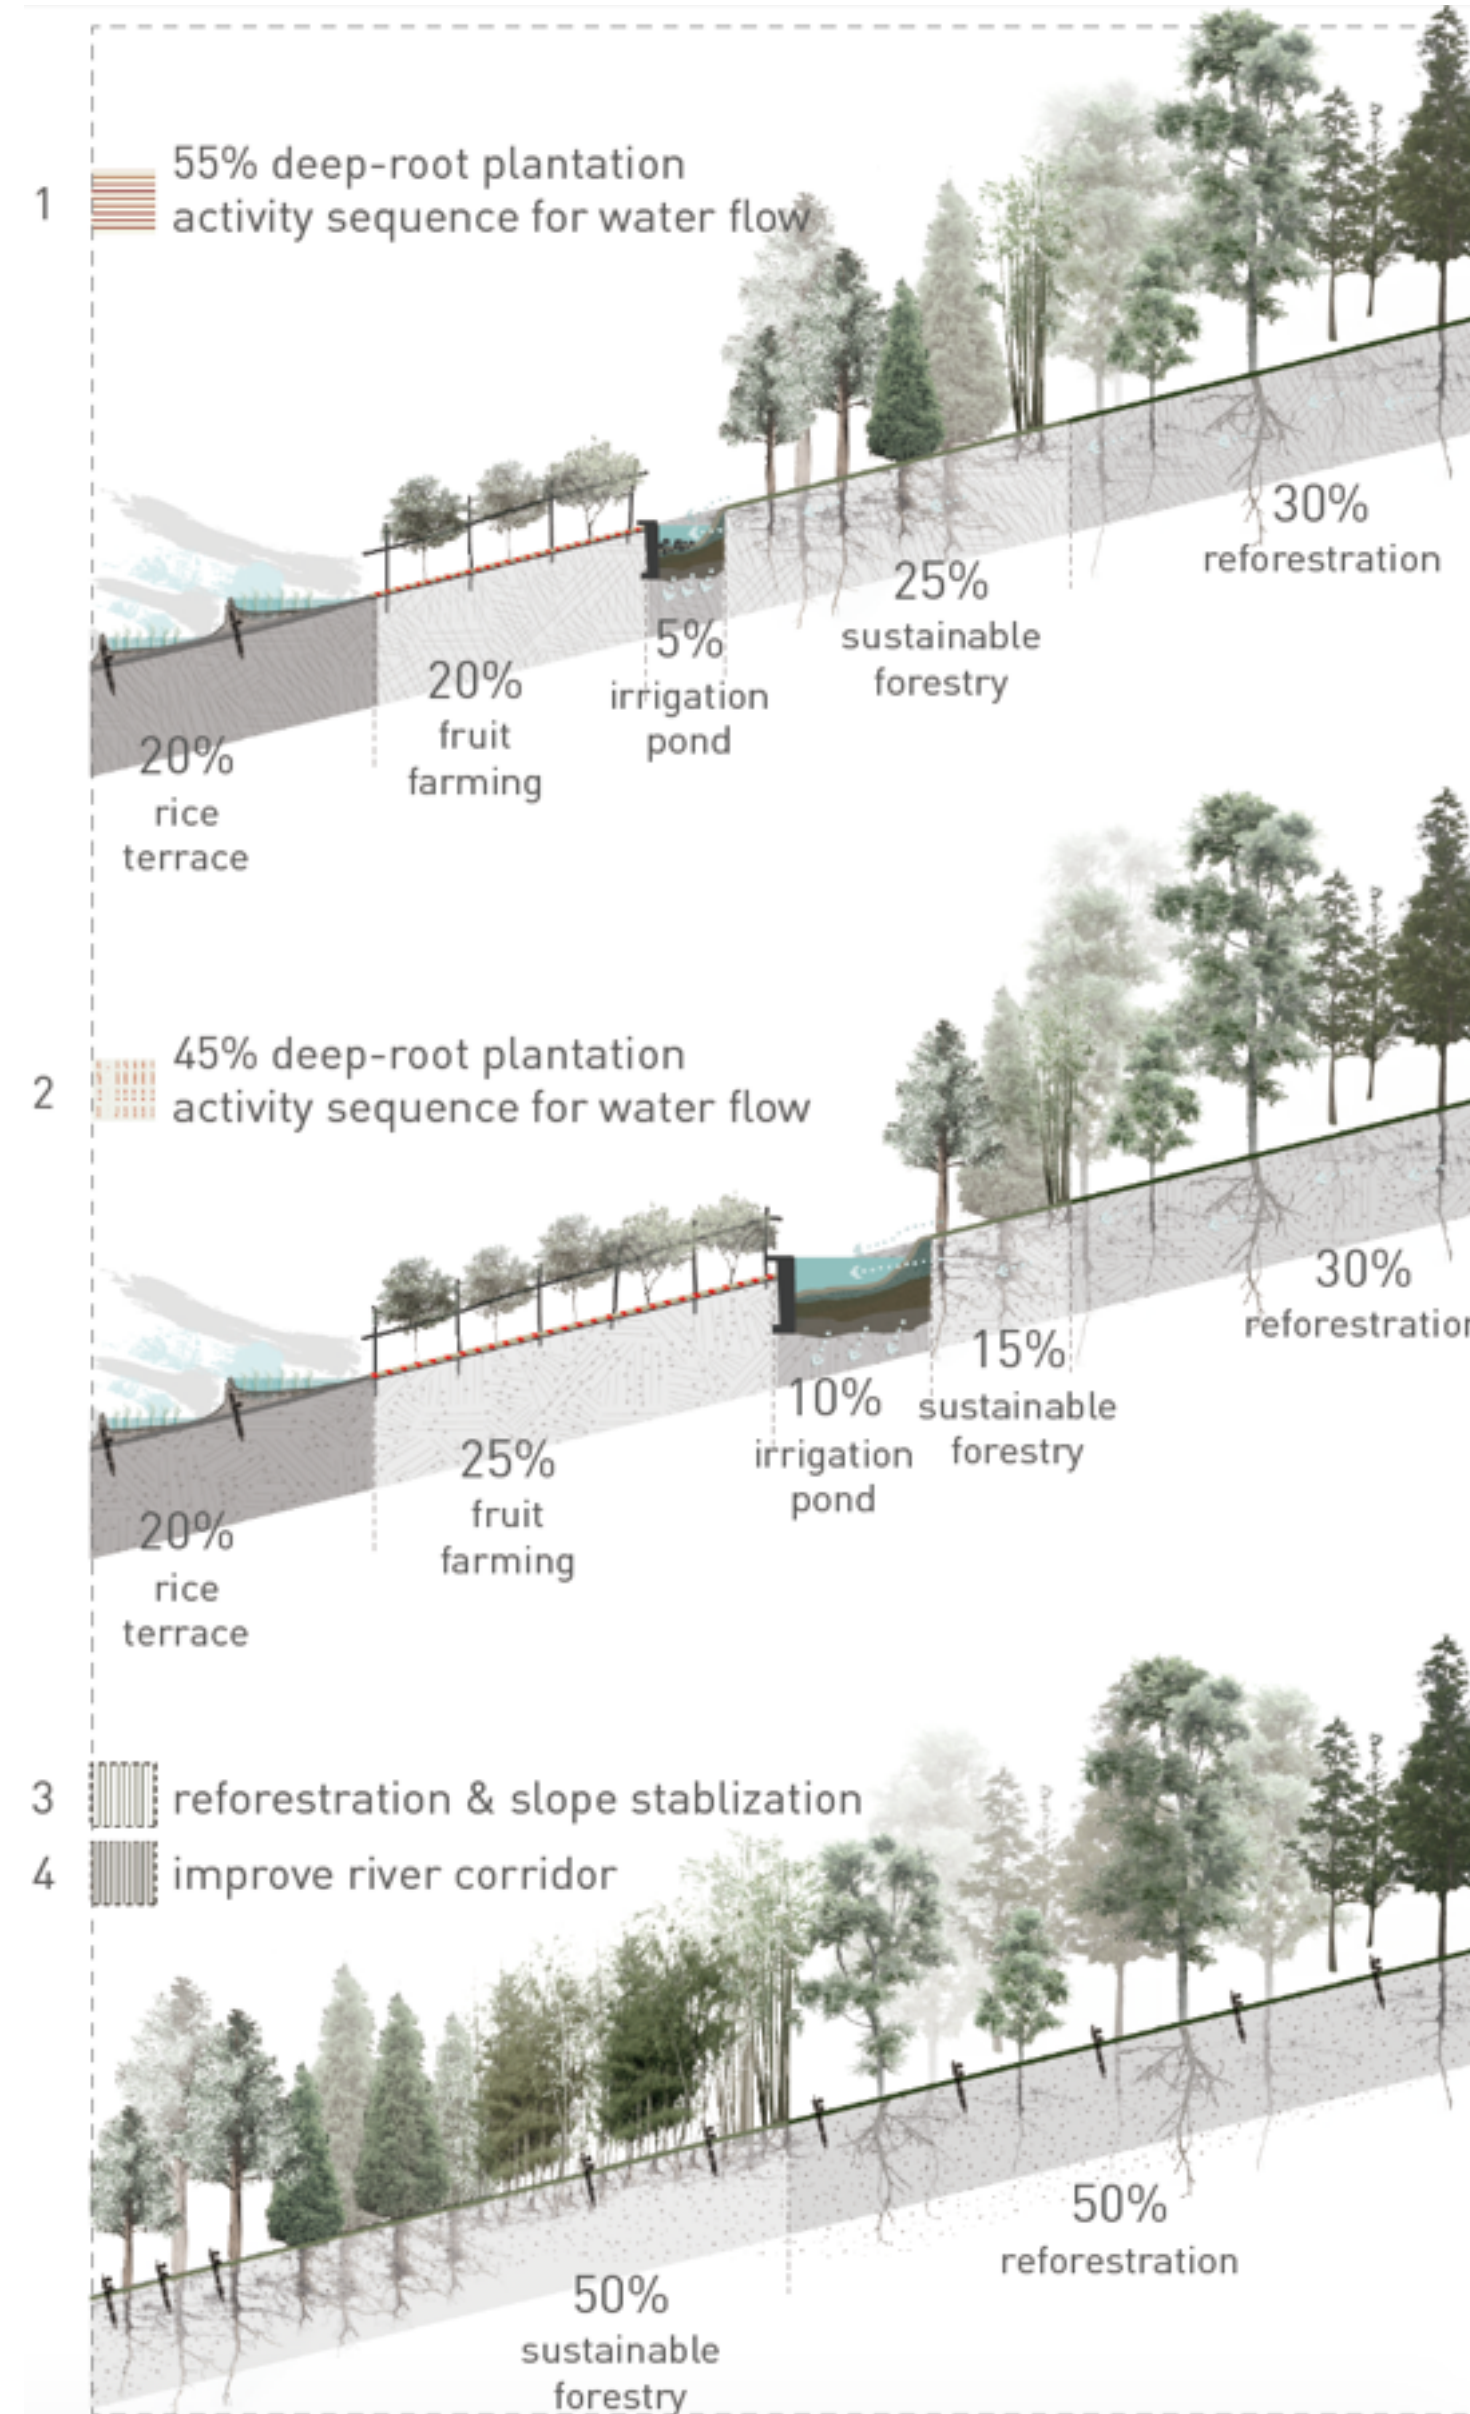 1
55% deep-root plantation
activity sequence for water flow
30%
reforestration
25%
sustainable
forestry
5%
irrigation
pond
20%
fruit
farming
20%
rice
terrace
2
45% deep-root plantation
activity sequence for water flow
30%
reforestration
15%
sustainable
forestry
10%
irrigation
pond
25%
fruit
farming
20%
rice
terrace
3
reforestration & slope stablization
4
improve river corridor
50%
reforestration
50%
sustainable
forestry